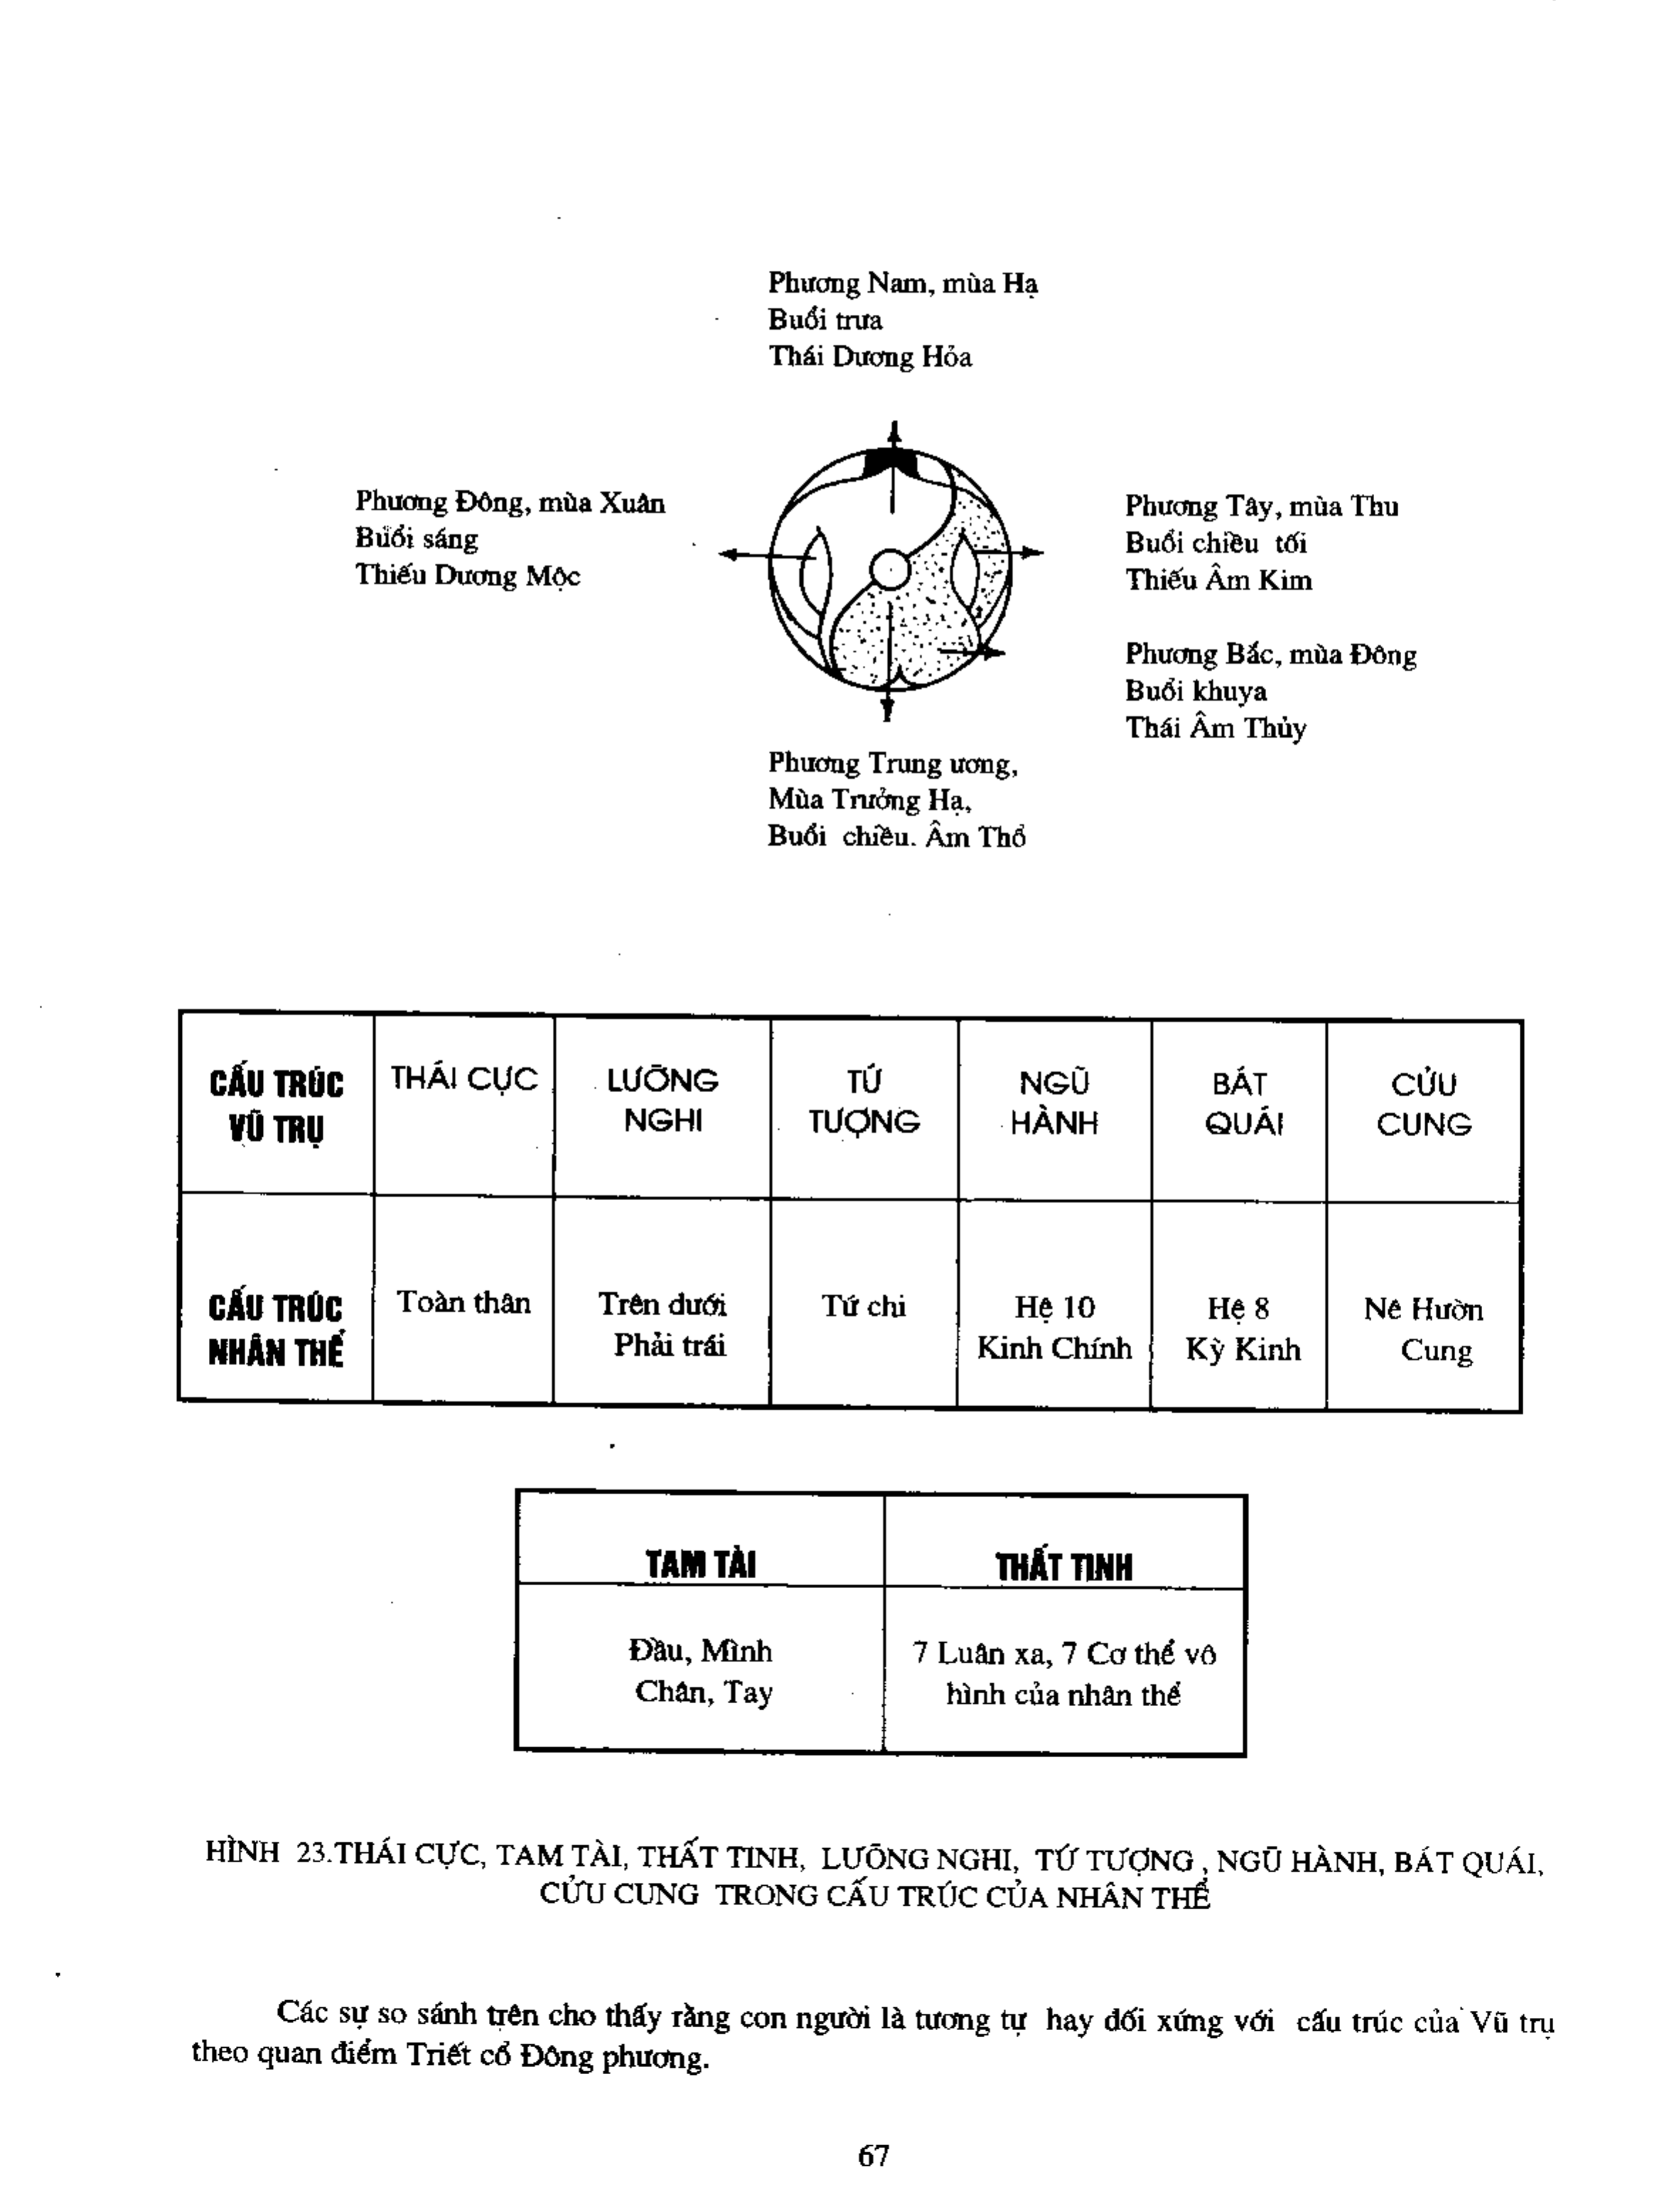 Phương Nam, mùa Hạ
Buổi trưa
Thái Dương Hỏa
Phương Đông, mùa Xuân
Buổi sáng
Thiếu Dương Mộc
Phương Tây, mùa Thu
Buổi chiều tối
Thiếu Âm Kim
Phương Bắc, mùa Đông
Buổi khuya
Thái Âm Thủy
Phương Trung ương,
Mùa Trưởng Hạ,
Buổi chiều. Âm Thổ
CẤU TRÚC
VŨ TRỤ
THÁI CỰC
LƯỠNG
NGHI
TỨ
TƯỢNG
NGŨ
HÀNH
BÁT
QUÁI
CỬU
CUNG
CẤU TRÚC
NHÂN THỂ
Toàn thân
Trên dưới
Phải trái
Tứ chi
Hệ 10
Kinh Chính
Hệ 8
Kỳ Kinh
Nê Hườn
Cung
TAM TÀI
THẤT TINH
Đầu, Mình
Chân, Tay
7 Luân xa, 7 Cơ thể vô
hình của nhân thể
HÌNH 23.THÁI CỰC, TAM TÀI, THẤT TINH, LƯỠNG NGHI, TỨ TƯỢNG , NGŨ HÀNH, BÁT QUÁI,
CỬU CUNG TRONG CẤU TRÚC CỦA NHÂN THỂ
Các sự so sánh trên cho thấy rằng con người là tương tự hay đối xứng với cấu trúc của Vũ trụ
theo quan điểm Triết cổ Đông phương.
67